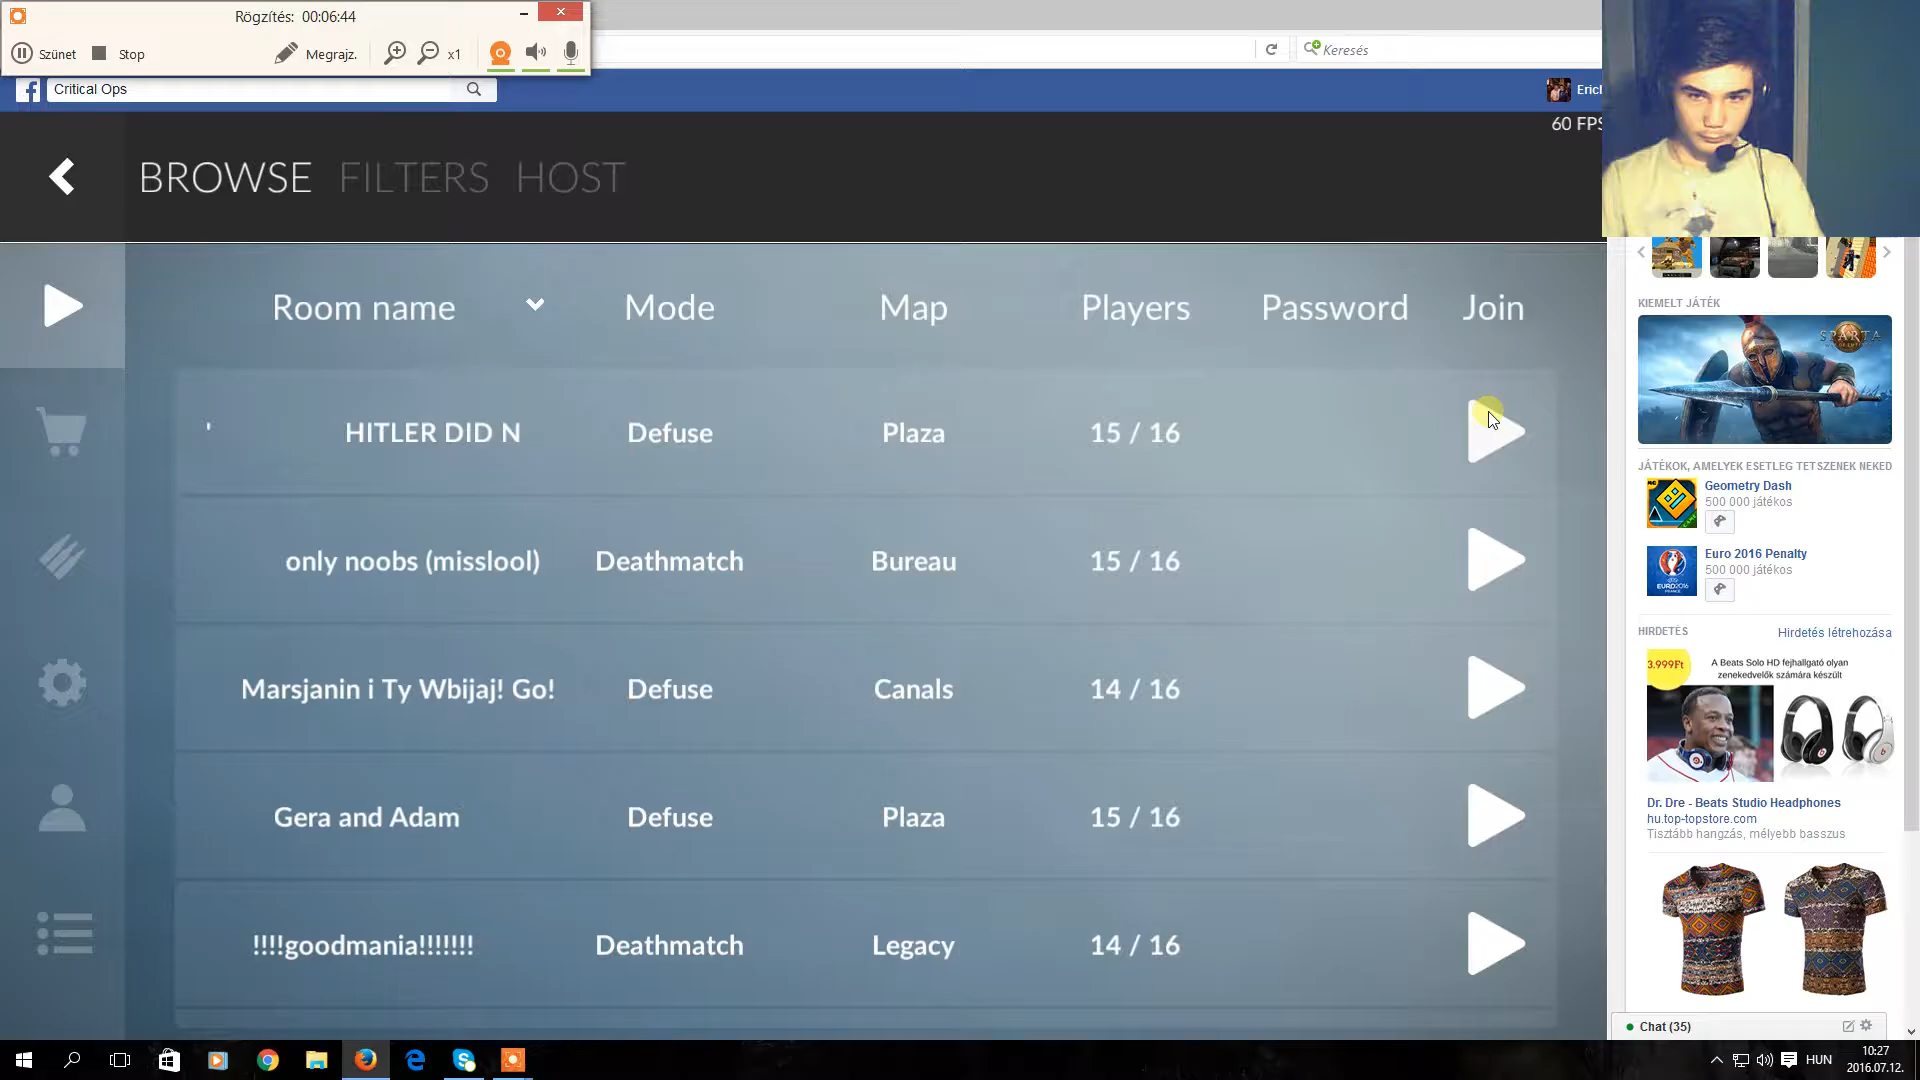 Rögzítés: 00:06:44
Szünet Stop Megrajz. x1
Keresés
Critical Ops
60 FPS
BROWSE FILTERS HOST
Room name Mode Map Players Password Join
' HITLER DID N Defuse Plaza 15 / 16
only noobs (misslool) Deathmatch Bureau 15 / 16
Marsjanin i Ty Wbijaj! Go! Defuse Canals 14 / 16
Gera and Adam Defuse Plaza 15 / 16
!!!!goodmania!!!!!!! Deathmatch Legacy 14 / 16
KIEMELT JÁTÉK
SPARTA
JÁTÉKOK, AMELYEK ESETLEG TETSZENEK NEKED
Geometry Dash
500 000 játékos
Euro 2016 Penalty
500 000 játékos
HIRDETÉS Hirdetés létrehozása
3.999Ft
A Beats Solo HD fejhallgató olyan
zenekedvelők számára készült
Dr. Dre - Beats Studio Headphones
hu.top-topstore.com
Tisztább hangzás, mélyebb basszus
Chat (35)
HUN
10:27
2016.07.12.